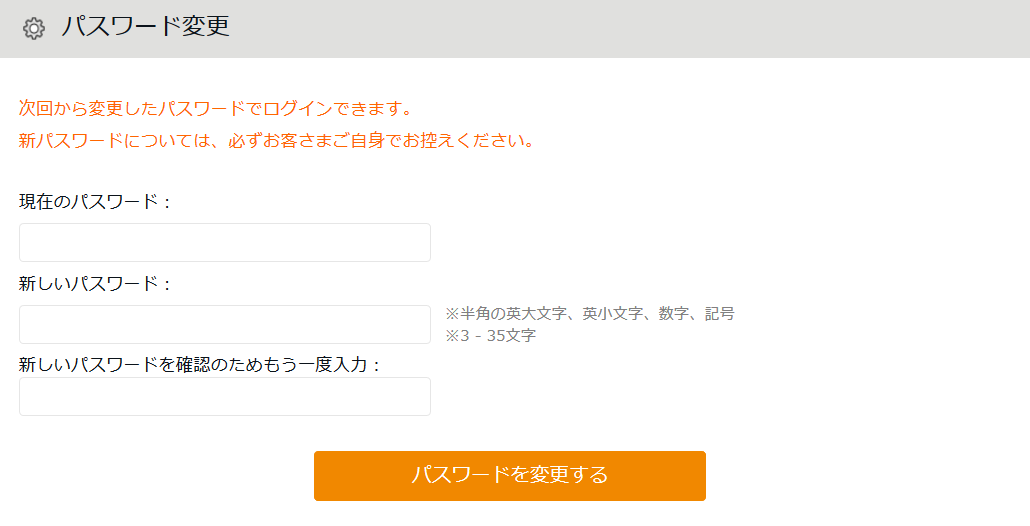 パスワード変更
次回から変更したパスワードでログインできます。
新パスワードについては、必ずお客さまご自身でお控えください。
現在のパスワード：
新しいパスワード：
※半角の英大文字、英小文字、数字、記号
※3 - 35文字
新しいパスワードを確認のためもう一度入力：
パスワードを変更する